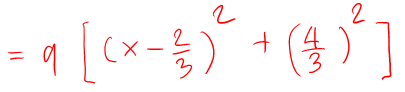 = 9 [ (x - 2/3)^2 + (4/3)^2 ]